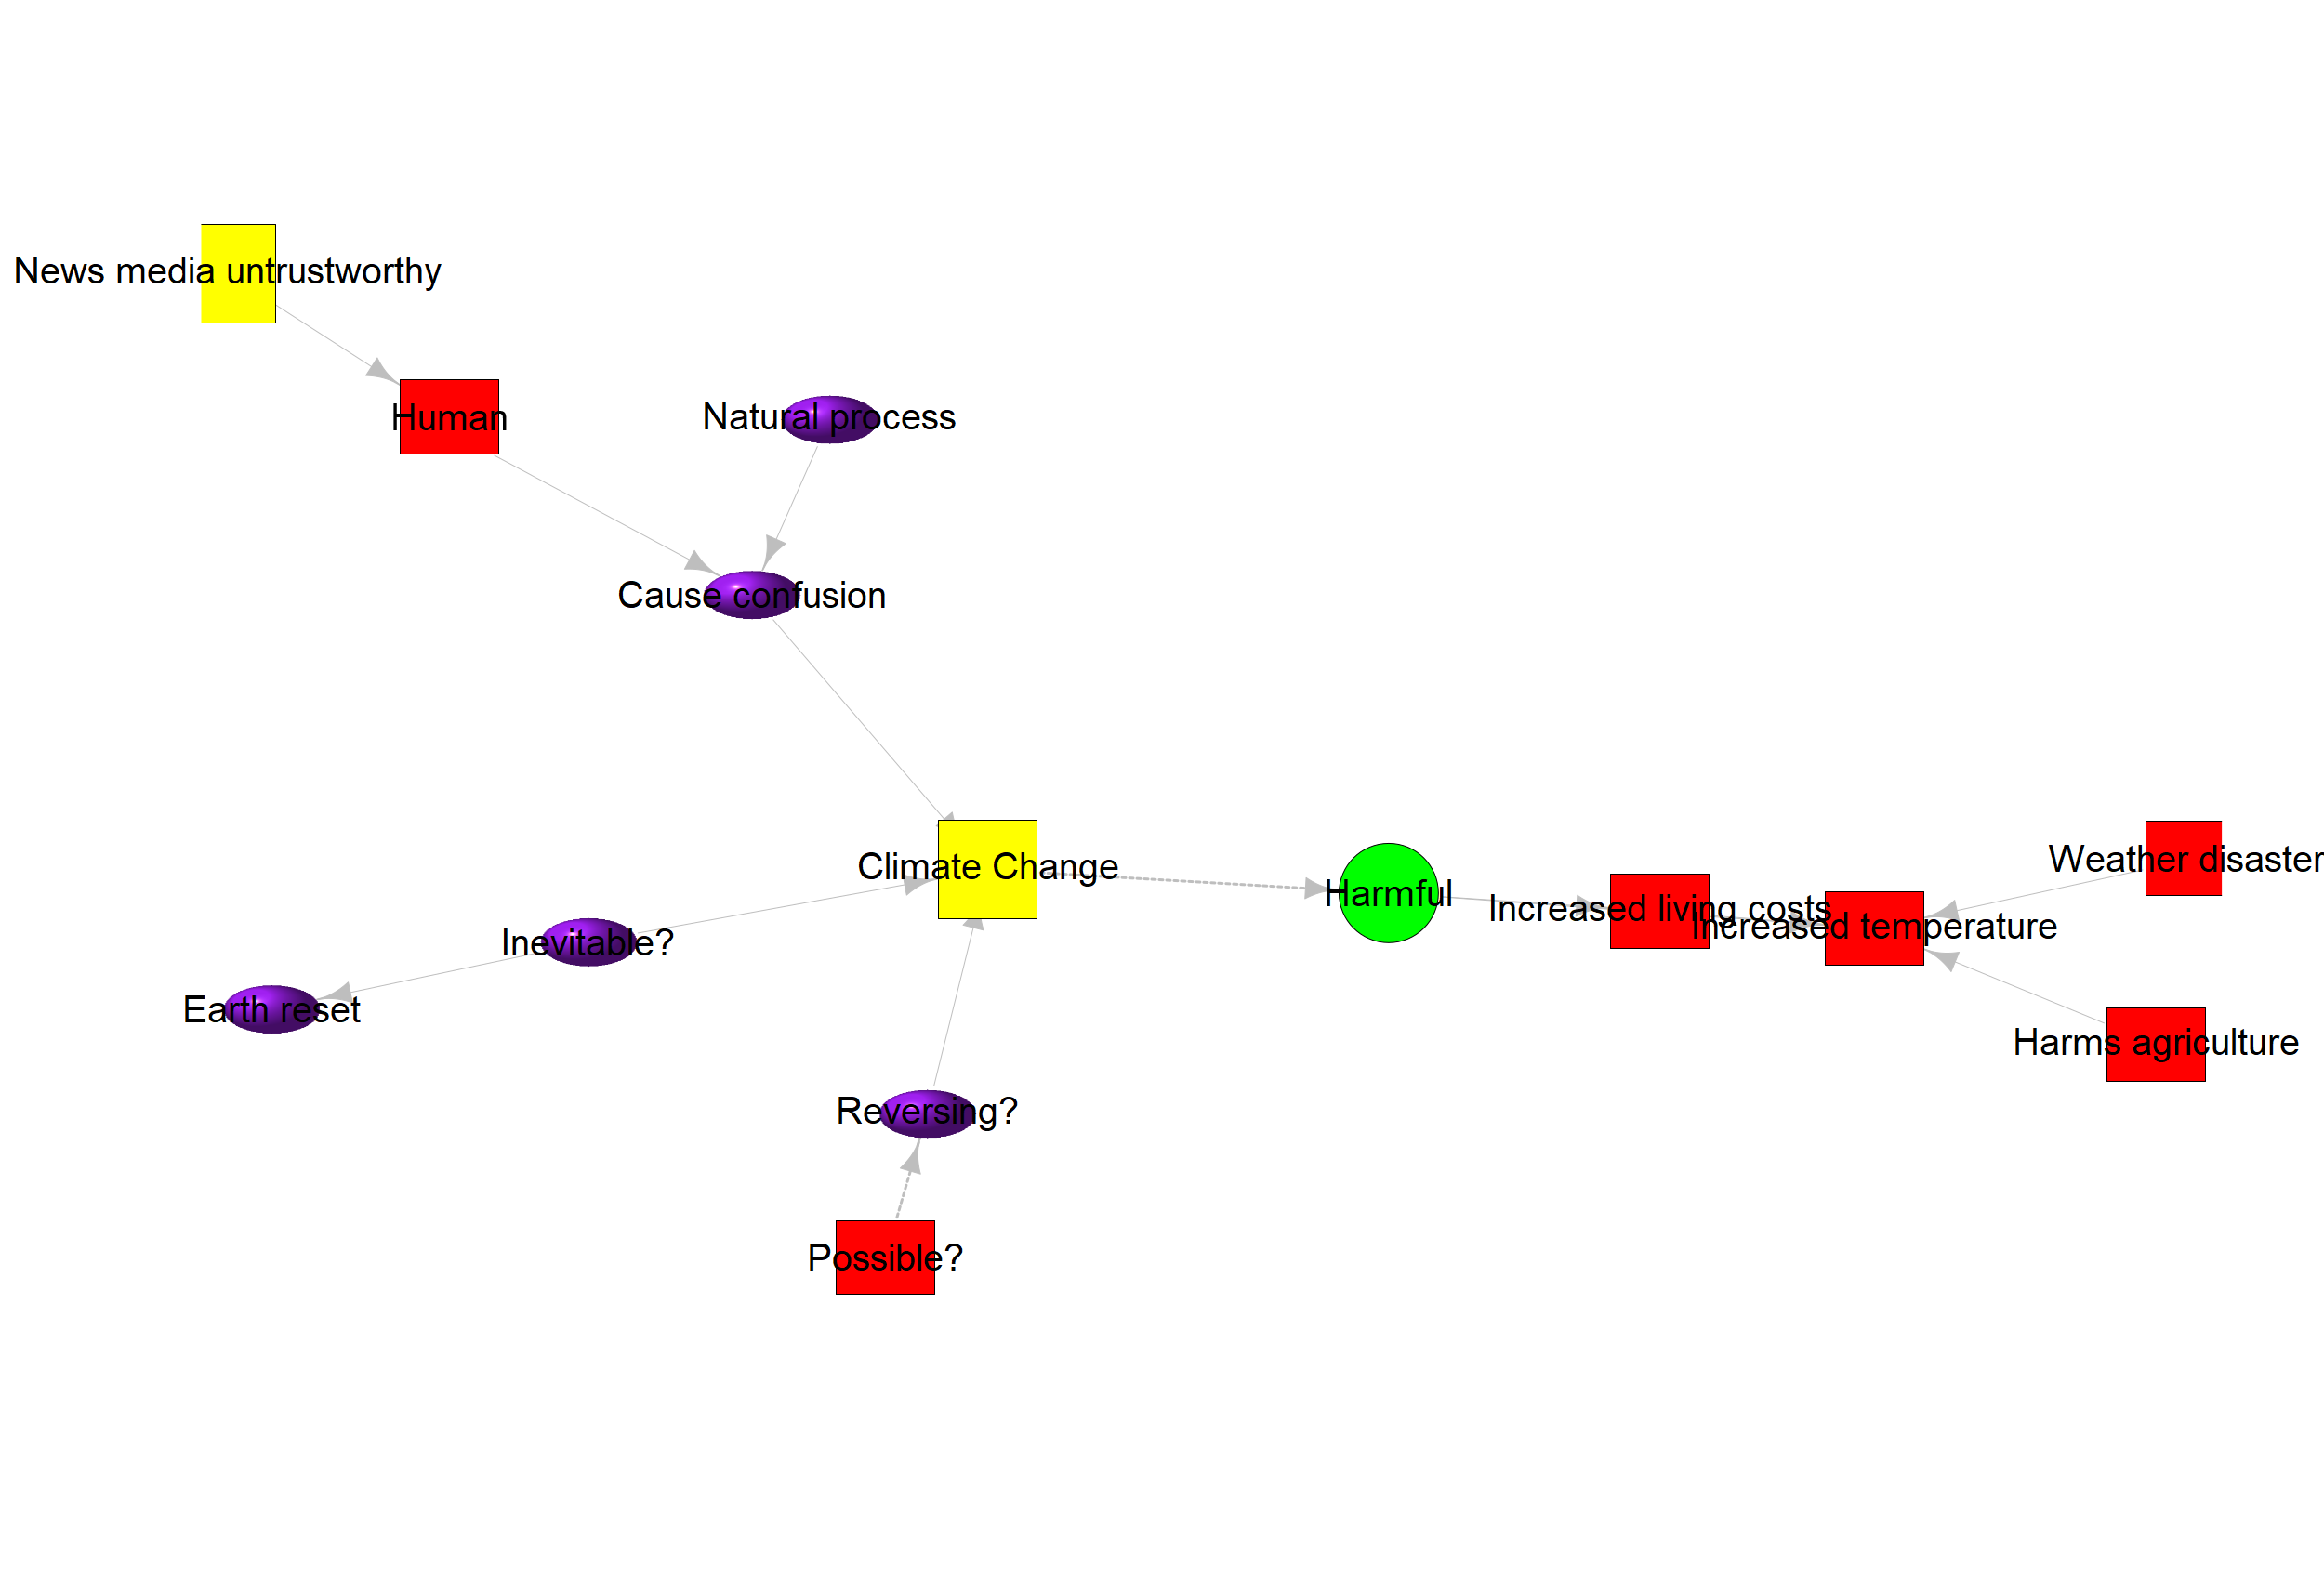 News media untrustworthy
Human
Natural process
Cause confusion
Climate Change
Weather disaster
Harmful
Increased living costs
Increased temperature
Inevitable?
Earth reset
Harms agriculture
Reversing?
Possible?